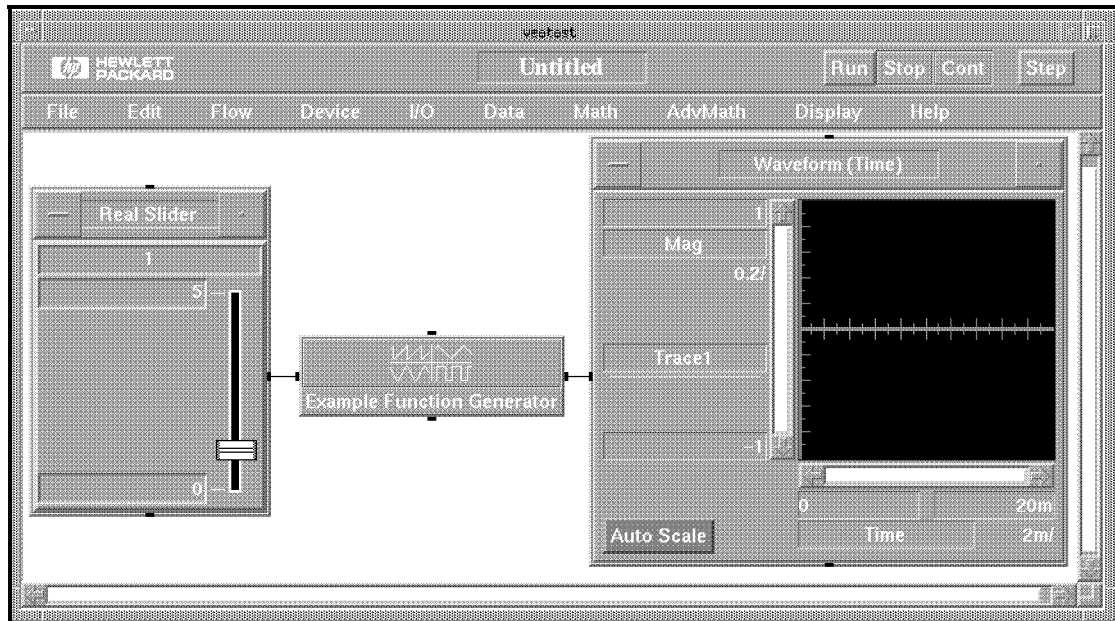 veetest
HEWLETT
PACKARD
Untitled
Run Stop Cont Step
File Edit Flow Device I/O Data Math AdvMath Display Help
Real Slider
1
5
0
Example Function Generator
Waveform (Time)
1
Mag
0.2/
Trace1
-1
0 20m
Auto Scale Time 2m/